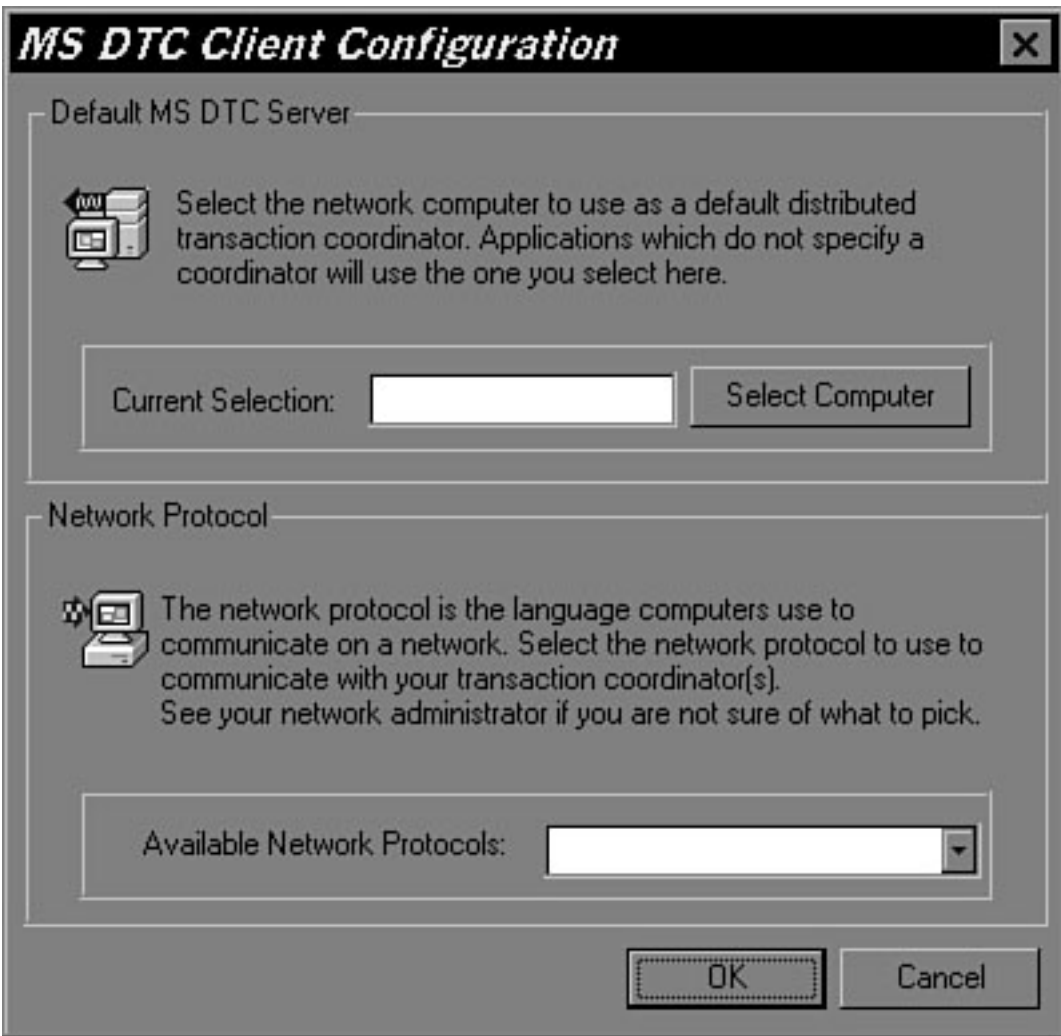 MS DTC Client Configuration
Default MS DTC Server
Select the network computer to use as a default distributed
transaction coordinator. Applications which do not specify a
coordinator will use the one you select here.
Current Selection:
Select Computer
Network Protocol
The network protocol is the language computers use to
communicate on a network. Select the network protocol to use to
communicate with your transaction coordinator(s).
See your network administrator if you are not sure of what to pick.
Available Network Protocols:
OK
Cancel